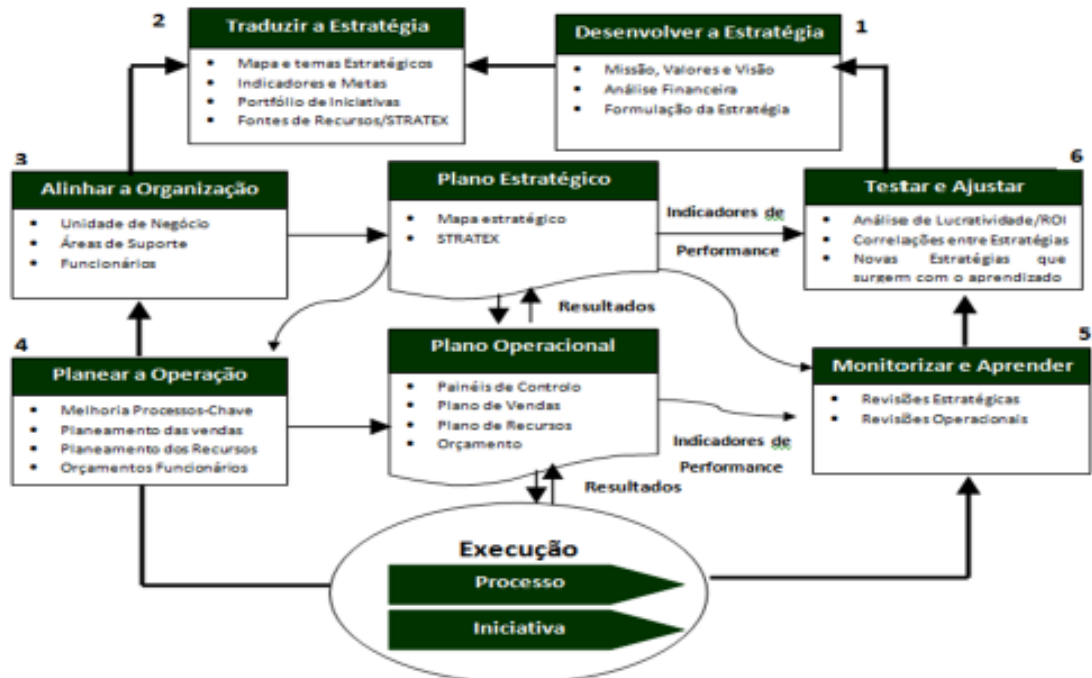 2
Traduzir a Estratégia
• Mapa e temas Estratégicos
• Indicadores e Metas
• Portfólio de Iniciativas
• Fontes de Recursos/STRATEX
Desenvolver a Estratégia
1
• Missão, Valores e Visão
• Análise Financeira
• Formulação da Estratégia
3
Alinhar a Organização
• Unidade de Negócio
• Áreas de Suporte
• Funcionários
Plano Estratégico
• Mapa estratégico
• STRATEX
Indicadores de
Performance
6
Testar e Ajustar
• Análise de Lucratividade/ROI
• Correlações entre Estratégias
• Novas Estratégias que
surgem com o aprendizado
Resultados
4
Planear a Operação
• Melhoria Processos-Chave
• Planeamento das vendas
• Planeamento dos Recursos
• Orçamentos Funcionários
Plano Operacional
• Painéis de Controlo
• Plano de Vendas
• Plano de Recursos
• Orçamento
Indicadores de
Performance
5
Monitorizar e Aprender
• Revisões Estratégicas
• Revisões Operacionais
Resultados
Execução
Processo
Iniciativa